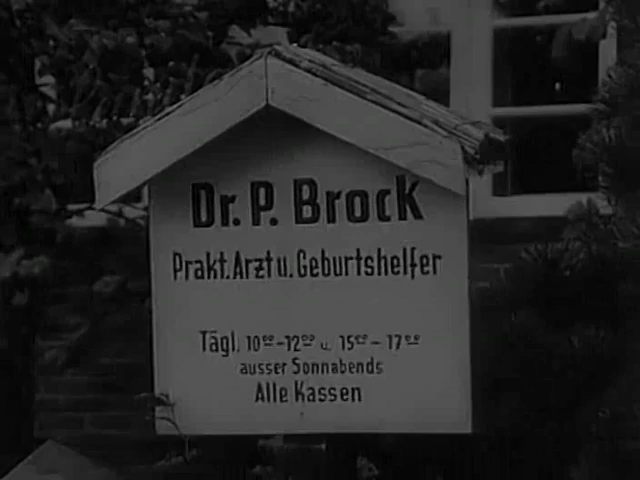 Dr. P. Brock
Prakt. Arzt u. Geburtshelfer
Tägl. 10⁰⁰-12⁰⁰ u. 15⁰⁰-17⁰⁰
ausser Sonnabends
Alle Kassen